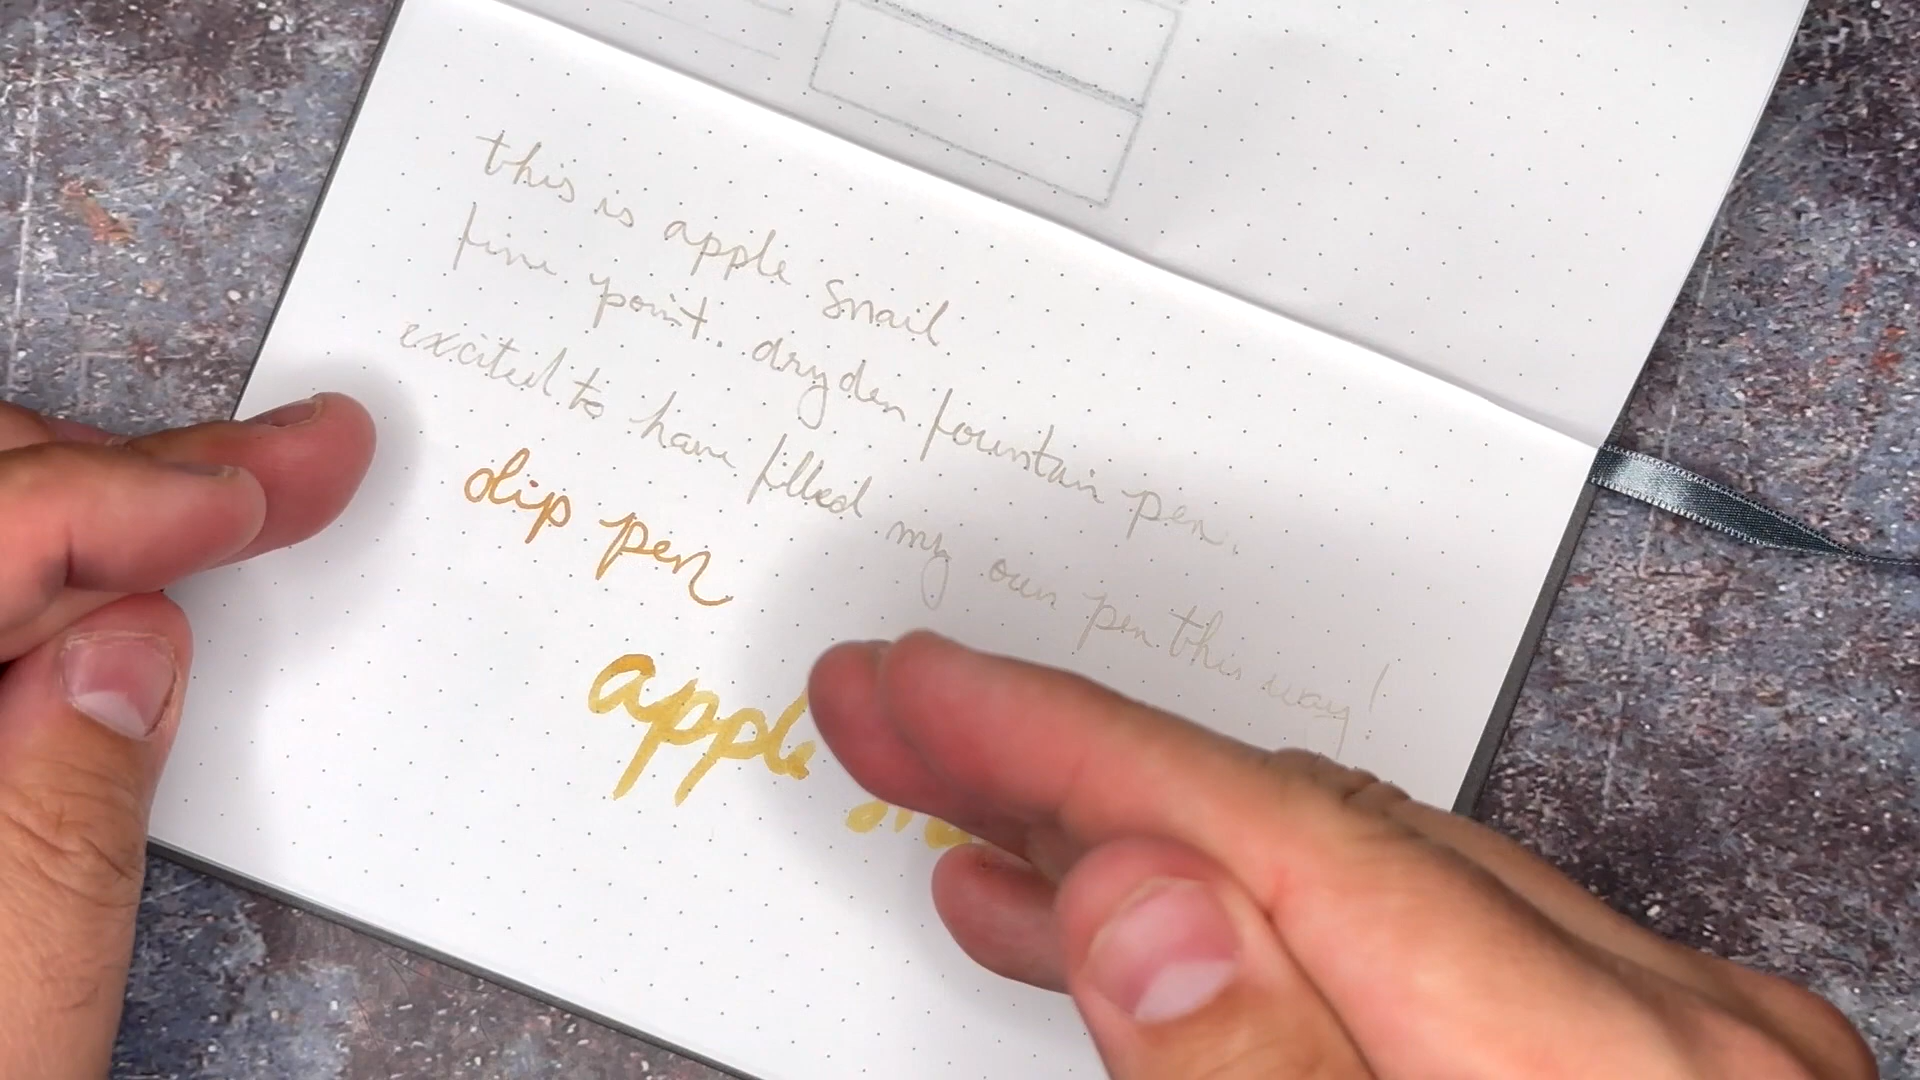 this is apple snail
fine point. dryden fountain pen.
excited to have filled my own pen this way!
dip pen
apple